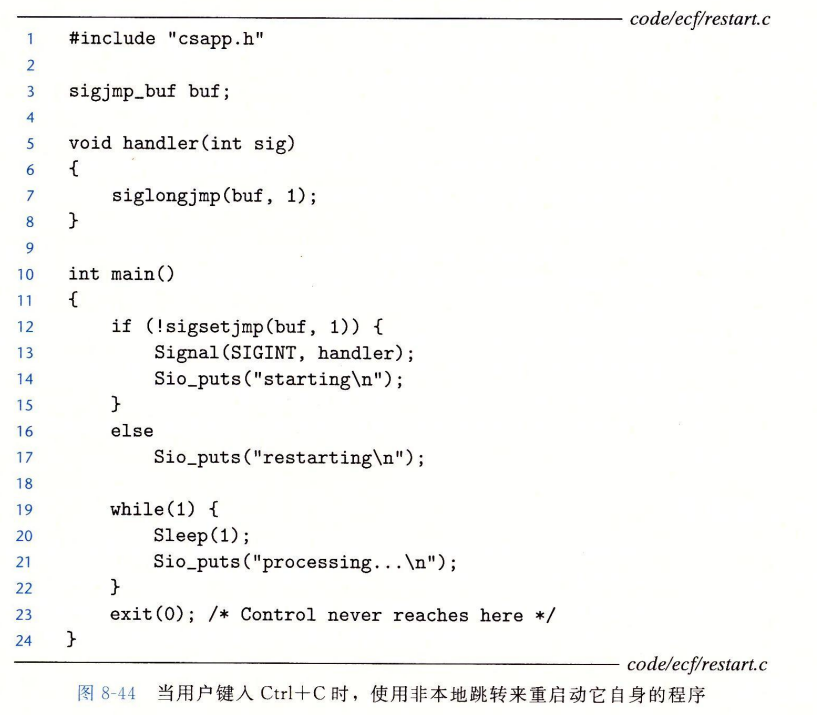 code/ecf/restart.c
1 #include "csapp.h"
2
3 sigjmp_buf buf;
4
5 void handler(int sig)
6 {
7     siglongjmp(buf, 1);
8 }
9
10 int main()
11 {
12     if (!sigsetjmp(buf, 1)) {
13         Signal(SIGINT, handler);
14         Sio_puts("starting\n");
15     }
16     else
17         Sio_puts("restarting\n");
18
19     while(1) {
20         Sleep(1);
21         Sio_puts("processing...\n");
22     }
23     exit(0); /* Control never reaches here */
24 }
code/ecf/restart.c
图 8-44 当用户键入 Ctrl+C 时，使用非本地跳转来重启动它自身的程序